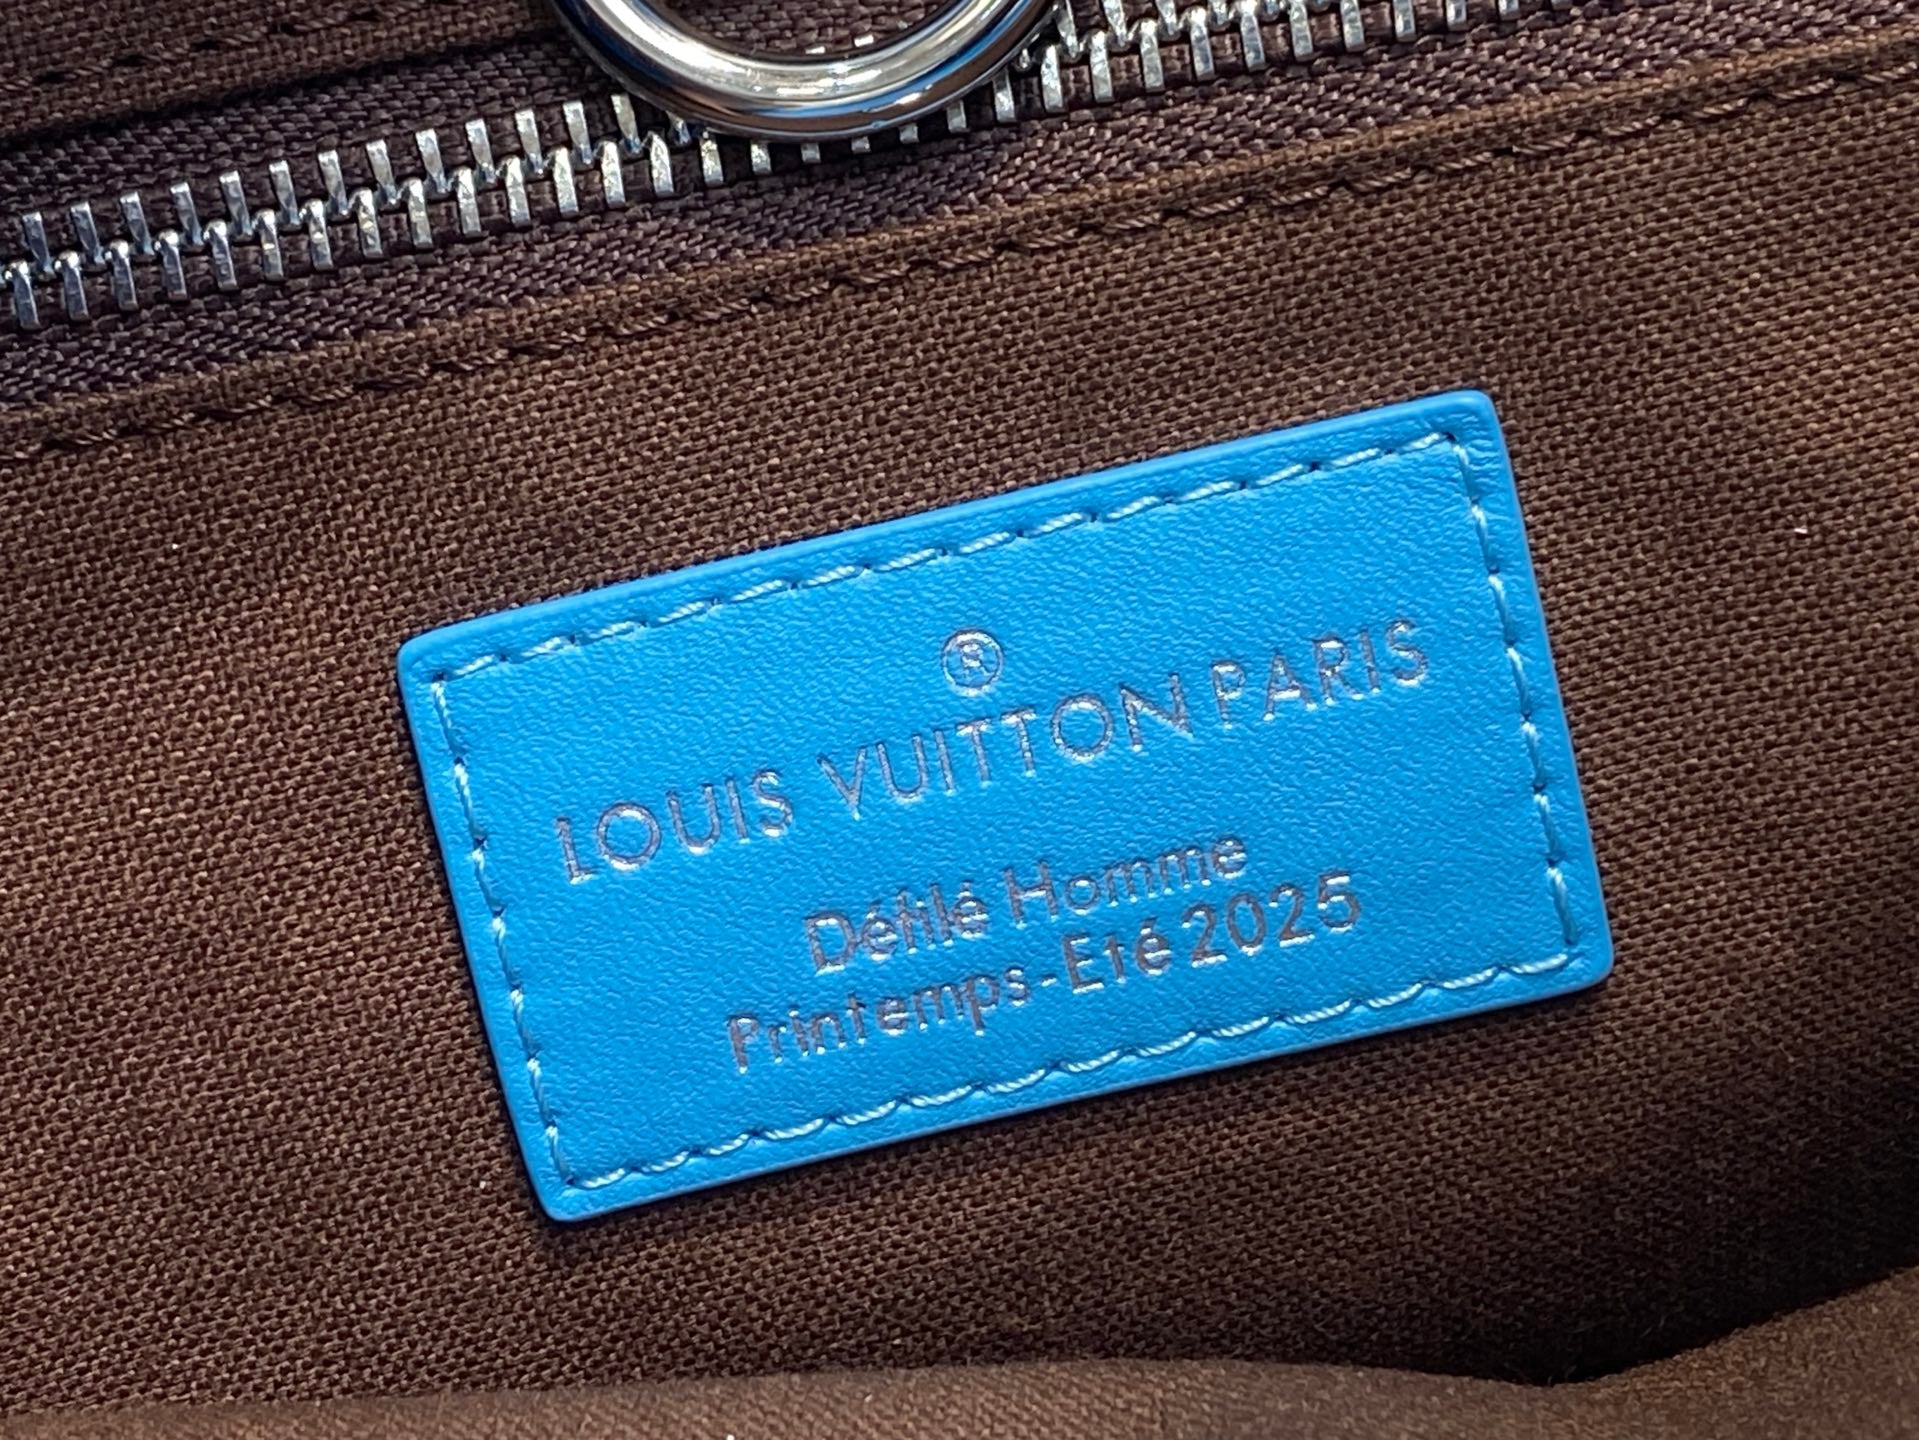 ®
LOUIS VUITTON PARIS
Défilé Homme
Printemps-Eté 2025